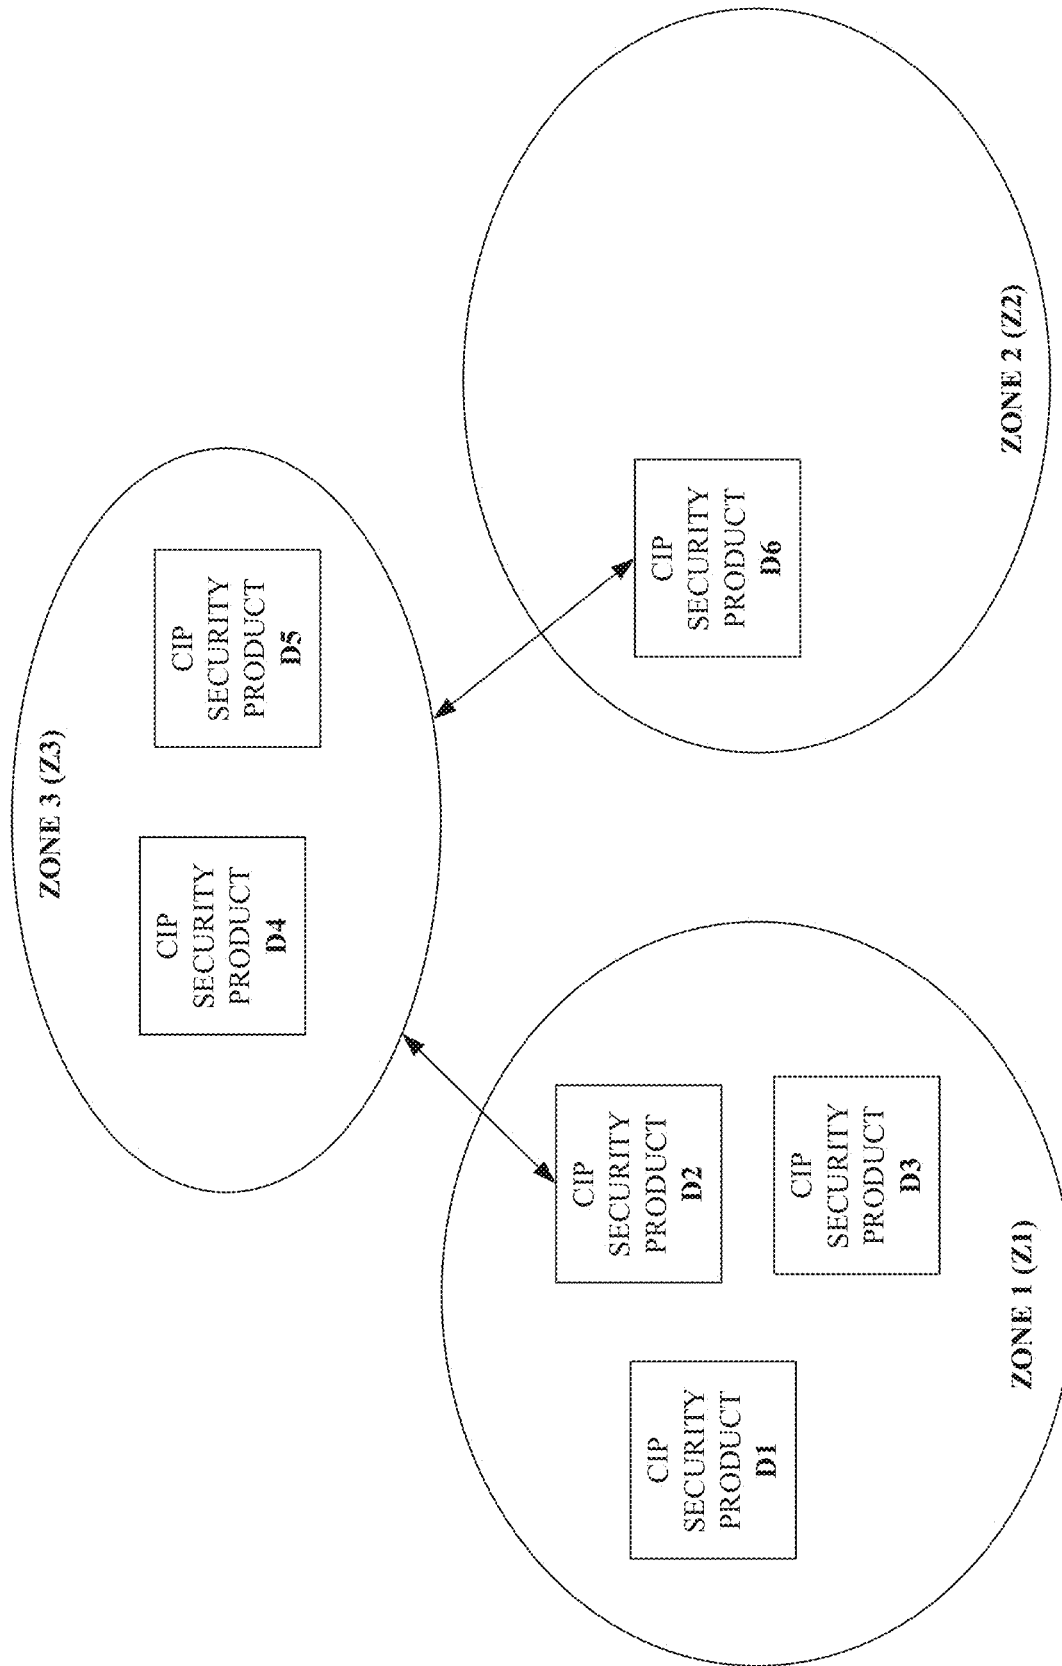 ZONE 3 (Z3)
CIP
SECURITY
PRODUCT
D4
CIP
SECURITY
PRODUCT
D5
CIP
SECURITY
PRODUCT
D1
CIP
SECURITY
PRODUCT
D2
CIP
SECURITY
PRODUCT
D3
ZONE 1 (Z1)
CIP
SECURITY
PRODUCT
D6
ZONE 2 (Z2)